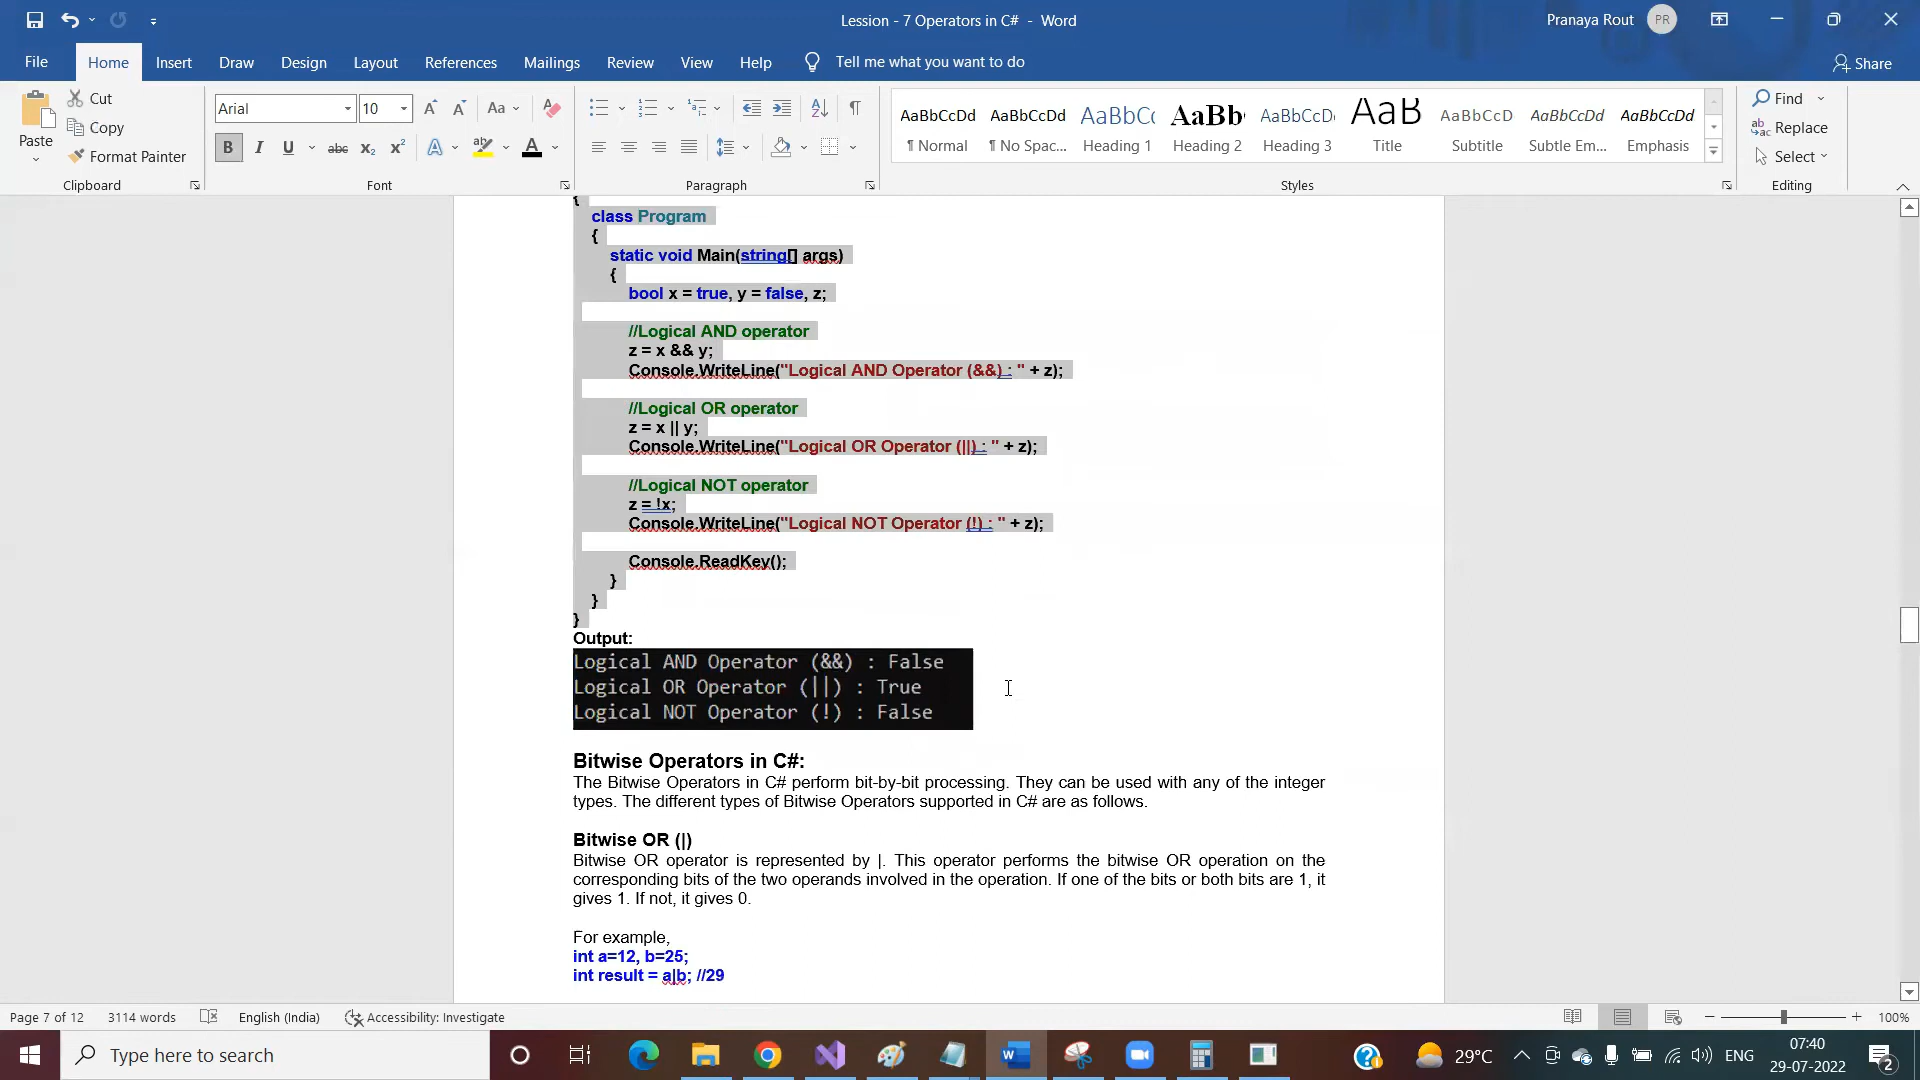 Lession - 7 Operators in C# - Word
Pranaya Rout PR
File Home Insert Draw Design Layout References Mailings Review View Help Tell me what you want to do Share
Paste
Cut
Copy
Format Painter
Clipboard
Arial 10
Aa
B I U abc x₂ x² A A
Font
Paragraph
AaBbCcDd AaBbCcDd AaBbCc AaBb AaBbCcD AaB AaBbCcD AaBbCcDd AaBbCcDd
¶ Normal ¶ No Spac... Heading 1 Heading 2 Heading 3 Title Subtitle Subtle Em... Emphasis
Styles
Find
Replace
Select
Editing
{
class Program
{
static void Main(string[] args)
{
bool x = true, y = false, z;
//Logical AND operator
z = x && y;
Console.WriteLine("Logical AND Operator (&&) : " + z);
//Logical OR operator
z = x || y;
Console.WriteLine("Logical OR Operator (||) : " + z);
//Logical NOT operator
z = !x;
Console.WriteLine("Logical NOT Operator (!) : " + z);
Console.ReadKey();
}
}
}
Output:
Logical AND Operator (&&) : False
Logical OR Operator (||) : True
Logical NOT Operator (!) : False
Bitwise Operators in C#:
The Bitwise Operators in C# perform bit-by-bit processing. They can be used with any of the integer
types. The different types of Bitwise Operators supported in C# are as follows.
Bitwise OR (|)
Bitwise OR operator is represented by |. This operator performs the bitwise OR operation on the
corresponding bits of the two operands involved in the operation. If one of the bits or both bits are 1, it
gives 1. If not, it gives 0.
For example,
int a=12, b=25;
int result = a|b; //29
Page 7 of 12 3114 words English (India) Accessibility: Investigate 100%
Type here to search
29°C ENG
07:40
29-07-2022
2